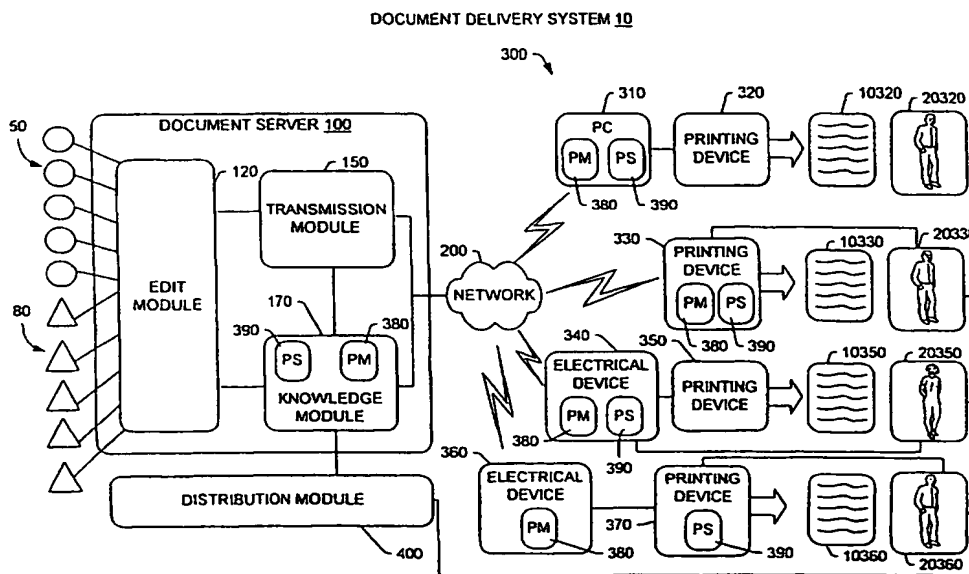 DOCUMENT DELIVERY SYSTEM 10
300
310
320
10320
20320
PC
PM
PS
PRINTING
DEVICE
380
390
50
DOCUMENT SERVER 100
120
150
TRANSMISSION
MODULE
EDIT
MODULE
170
390
380
PS
PM
KNOWLEDGE
MODULE
80
200
NETWORK
330
PRINTING
DEVICE
PM
PS
380
390
10330
340
ELECTRICAL
DEVICE
PM
PS
380
390
350
PRINTING
DEVICE
10350
20350
360
ELECTRICAL
DEVICE
PM
380
370
PRINTING
DEVICE
PS
390
10360
20360
DISTRIBUTION MODULE
400